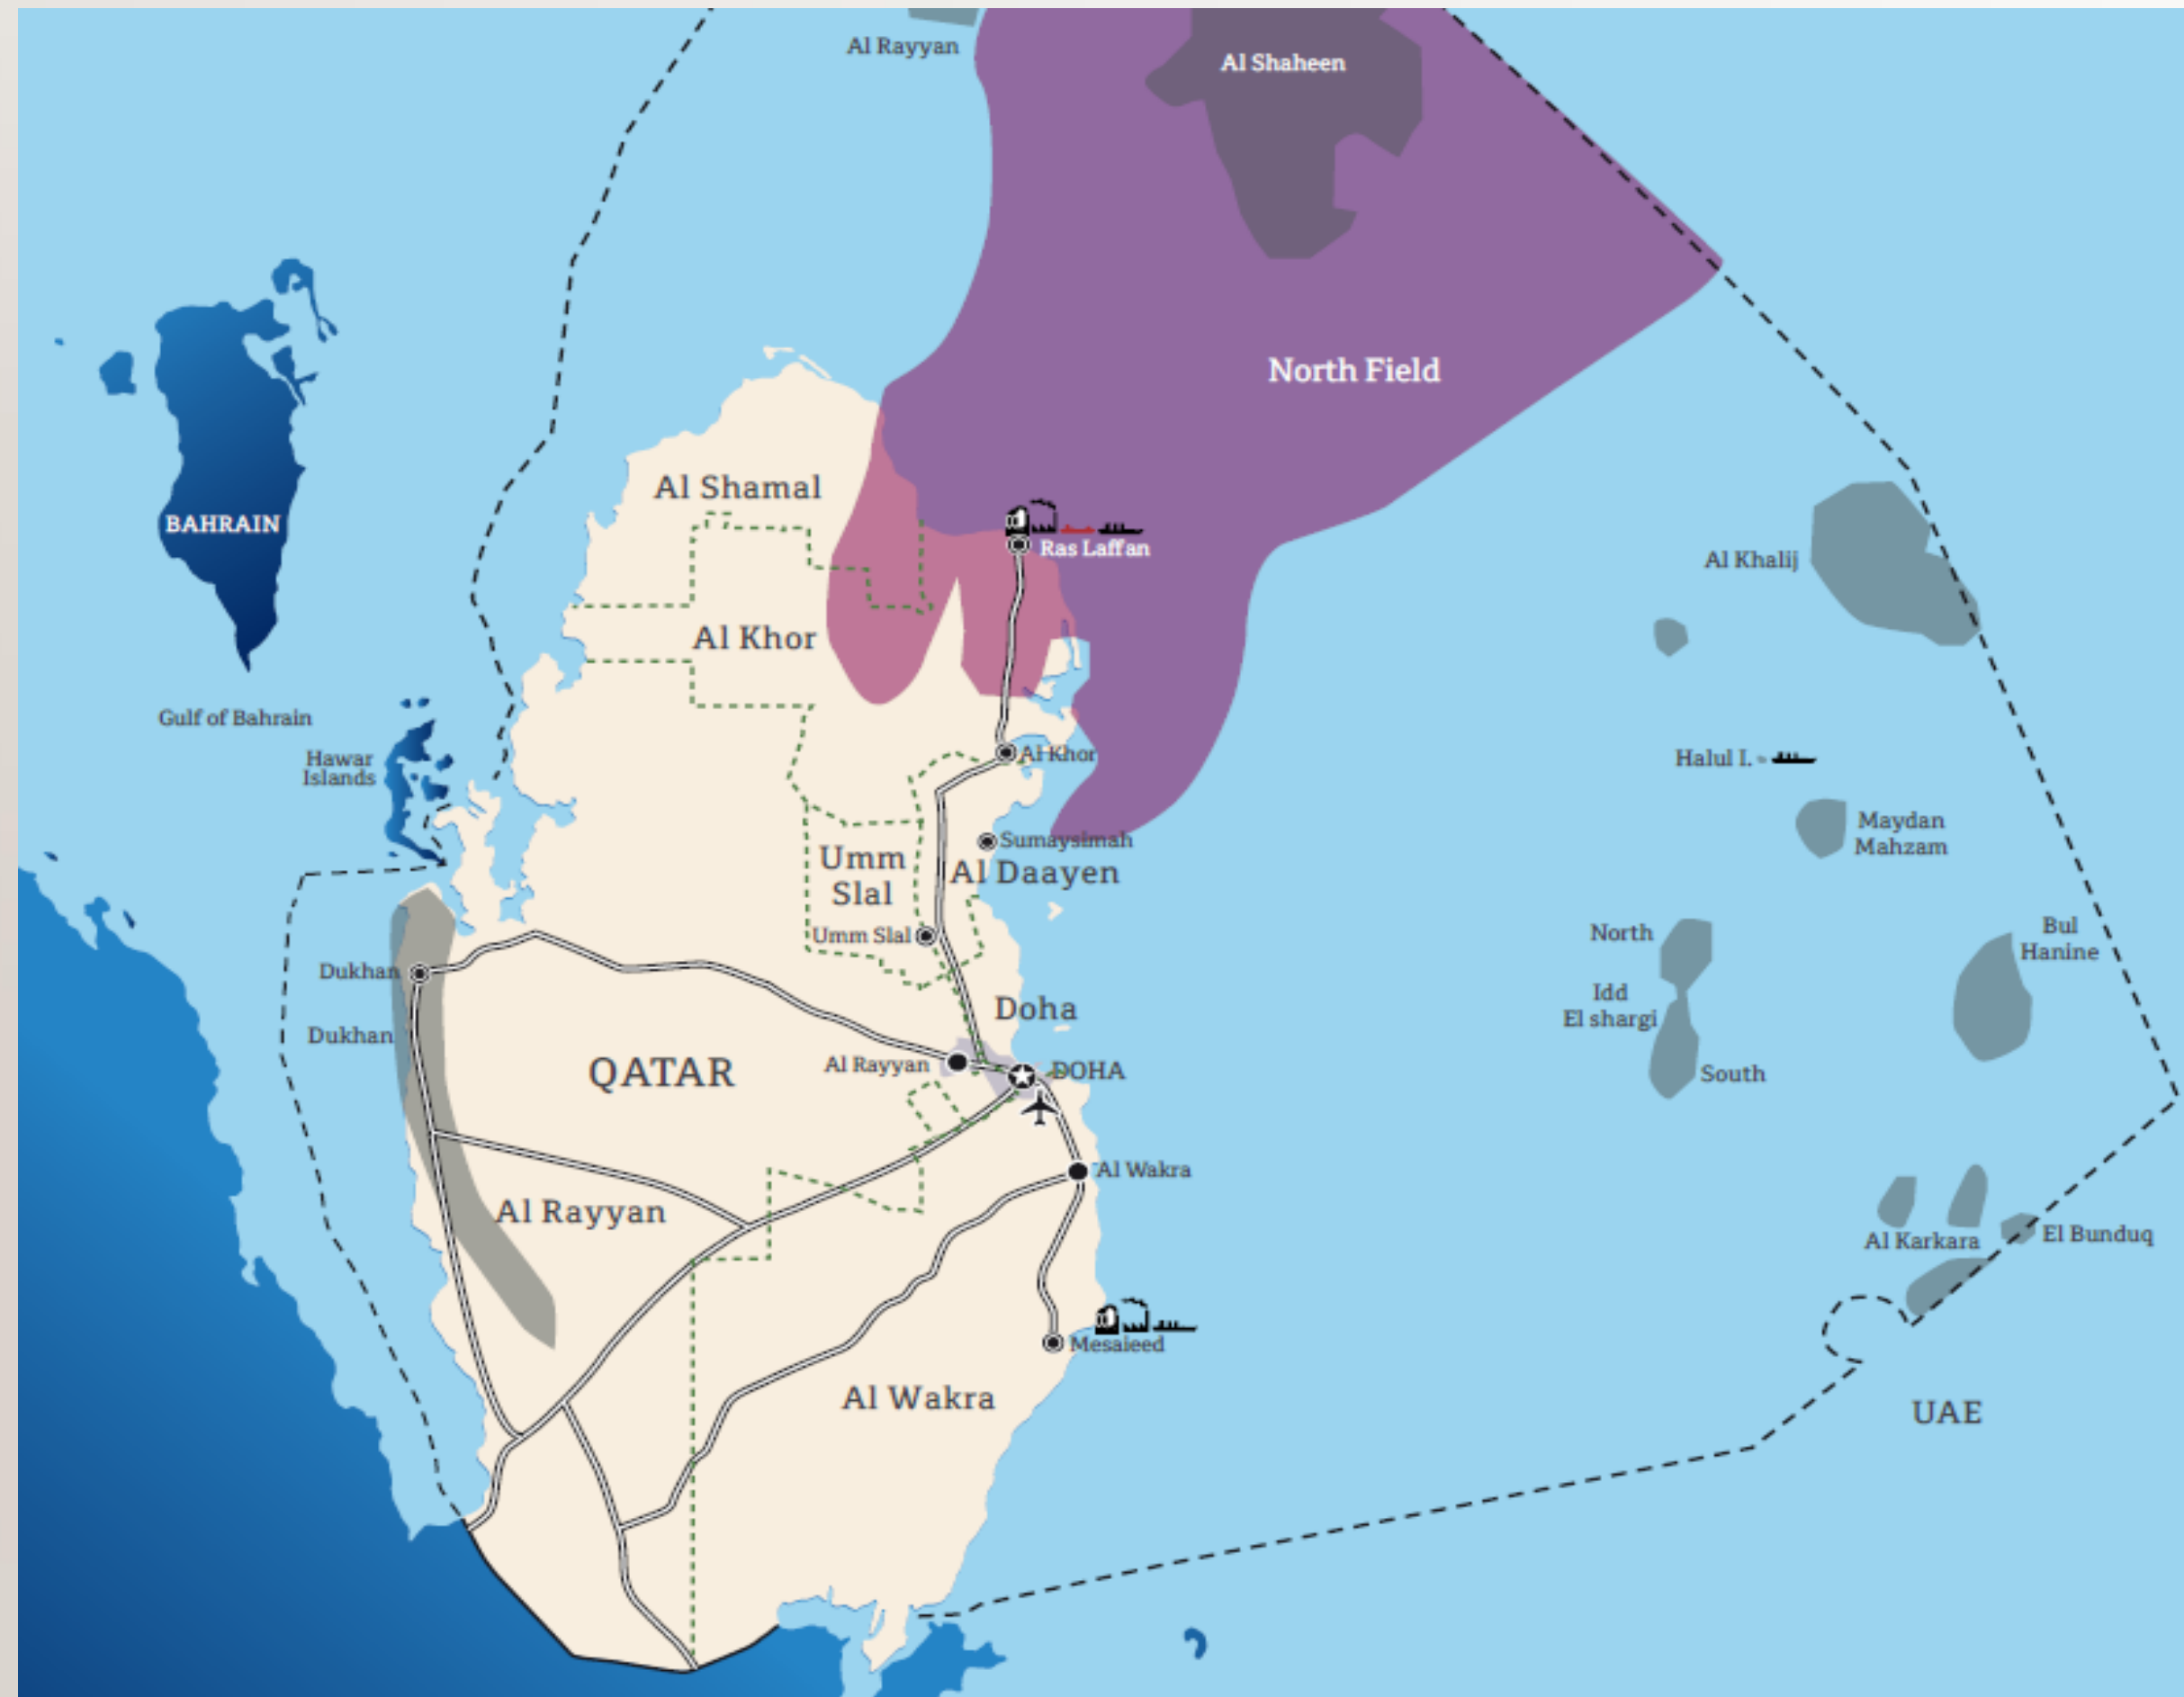 Al Rayyan
Al Shaheen
North Field
Al Shamal
BAHRAIN
Ras Laffan
Al Khalij
Al Khor
Gulf of Bahrain
Hawar
Islands
Al Khor
Halul I.
Maydan
Mahzam
Sumaysimah
Umm
Slal
Al Daayen
Umm Slal
North
Bul
Hanine
Dukhan
Idd
El shargi
Doha
Dukhan
QATAR
Al Rayyan
DOHA
South
Al Wakra
Al Rayyan
Al Karkara
El Bunduq
Mesaieed
Al Wakra
UAE